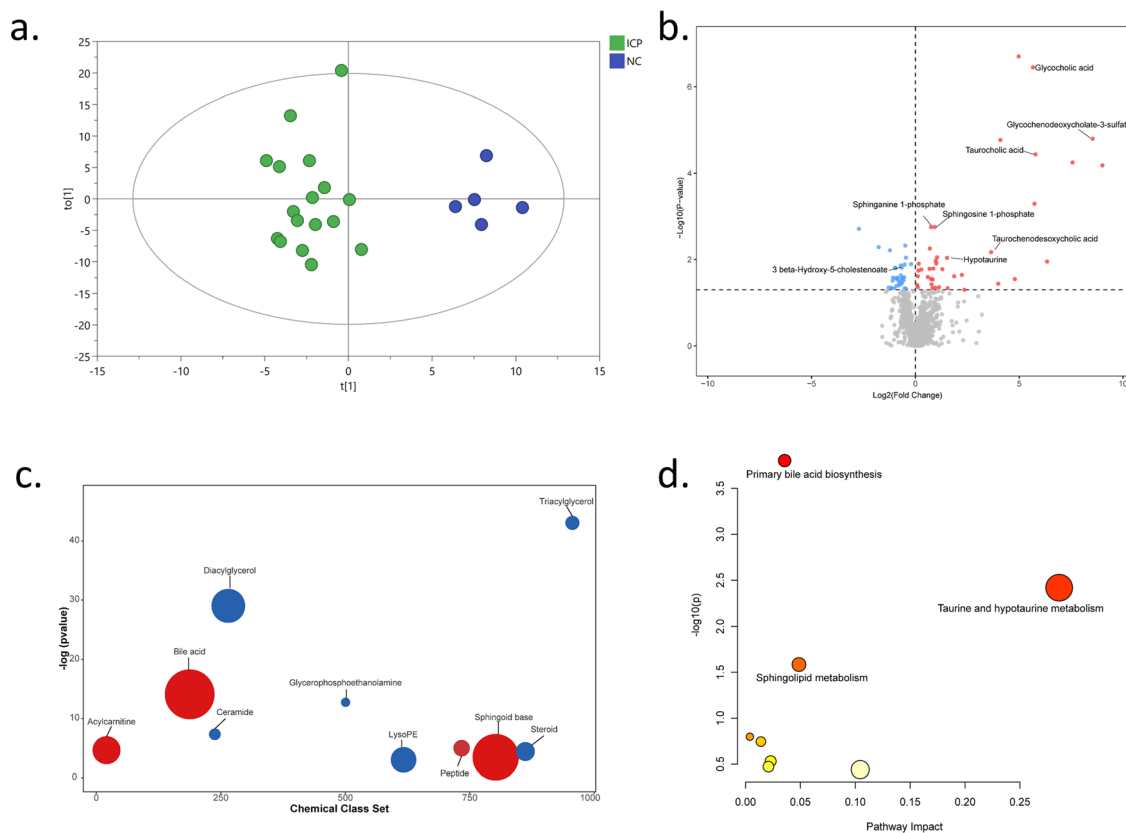 a.
ICP
NC
25
20
15
10
5
0
-5
-10
-15
-20
-25
to[1]
-15
-10
-5
0
5
10
15
t[1]
b.
Glycocholic acid
Glycochenodeoxycholate-3-sulfat
Taurocholic acid
Sphinganine 1-phosphate
Sphingosine 1-phosphate
Taurochenodesoxycholic acid
Hypotaurine
3 beta-Hydroxy-5-cholestenoate
6
4
2
0
−Log10(P-value)
-10
-5
0
5
10
Log2(Fold Change)
c.
Triacylglycerol
Diacylglycerol
Bile acid
Glycerophosphoethanolamine
Acylcarnitine
Ceramide
LysoPE
Sphingoid base
Steroid
Peptide
40
30
20
10
0
-log (pvalue)
0
250
500
750
1000
Chemical Class Set
d.
Primary bile acid biosynthesis
Taurine and hypotaurine metabolism
Sphingolipid metabolism
3.5
3.0
2.5
2.0
1.5
1.0
0.5
-log10(p)
0.00
0.05
0.10
0.15
0.20
0.25
Pathway Impact